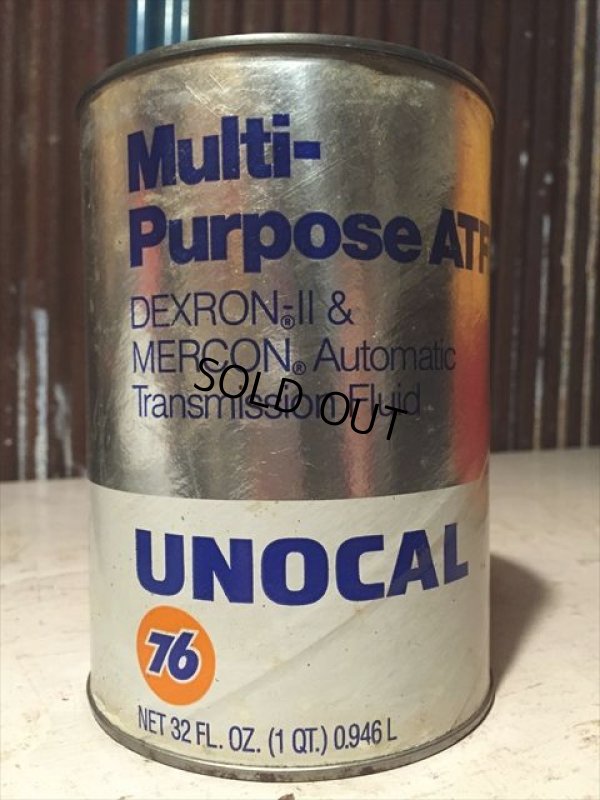 Multi-
Purpose ATF
DEXRON®-II &
MERCON® Automatic
Transmission Fluid
SOLD OUT
UNOCAL
76
NET 32 FL. OZ. (1 QT.) 0.946 L